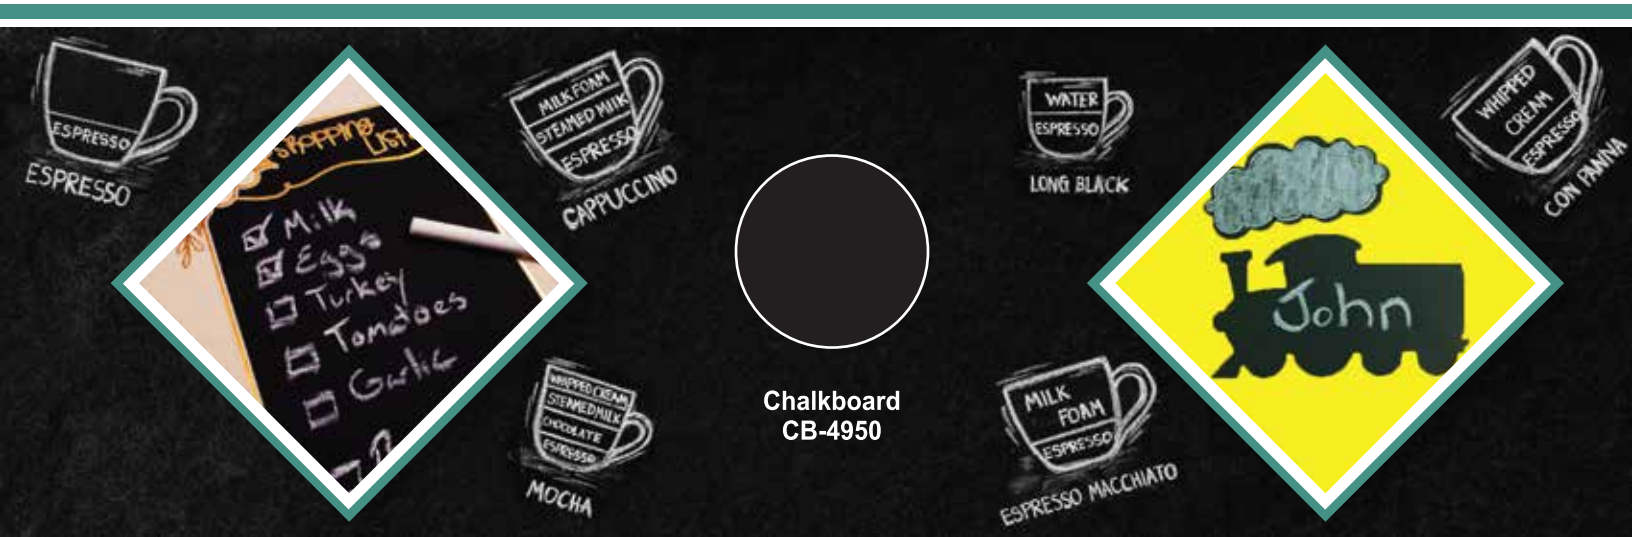 ESPRESSO
ESPRESSO
SHOPPING
LIST
Milk
Eggs
Turkey
Tomatoes
Garlic
MILK FOAM
STEAMED MILK
ESPRESSO
CAPPUCCINO
WHIPPED CREAM
STEAMED MILK
CHOCOLATE
ESPRESSO
MOCHA
Chalkboard
CB-4950
WATER
ESPRESSO
LONG BLACK
MILK
FOAM
ESPRESSO
ESPRESSO MACCHIATO
John
WHIPPED
CREAM
ESPRESSO
CON PANNA